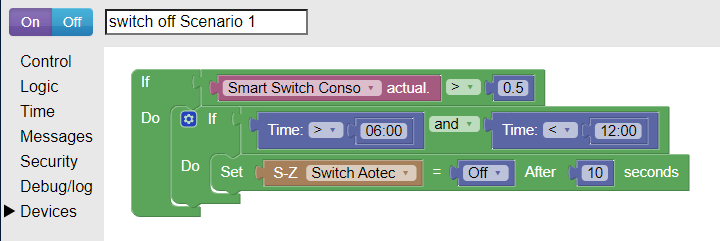 On Off switch off Scenario 1
Control
Logic
Time
Messages
Security
Debug/log
Devices
If Smart Switch Conso actual. > 0.5
Do If Time: > 06:00 and Time: < 12:00
Do Set S-Z Switch Aotec = Off After 10 seconds